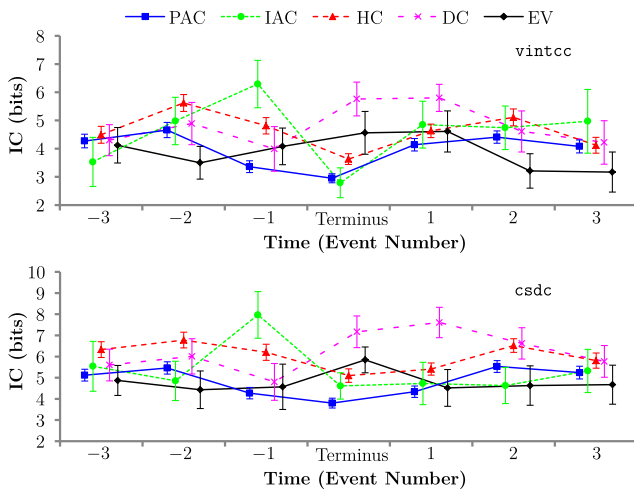 PAC IAC HC DC EV
8
7
6
5
4
3
2
IC (bits)
vintcc
−3 −2 −1 Terminus 1 2 3
Time (Event Number)
10
9
8
7
6
5
4
3
2
IC (bits)
csdc
−3 −2 −1 Terminus 1 2 3
Time (Event Number)